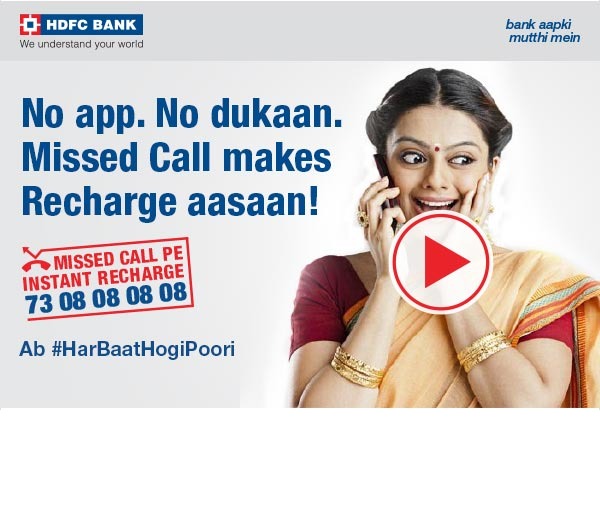 HDFC BANK
We understand your world
bank aapki
mutthi mein
No app. No dukaan.
Missed Call makes
Recharge aasaan!
MISSED CALL PE
INSTANT RECHARGE
73 08 08 08 08
Ab #HarBaatHogiPoori